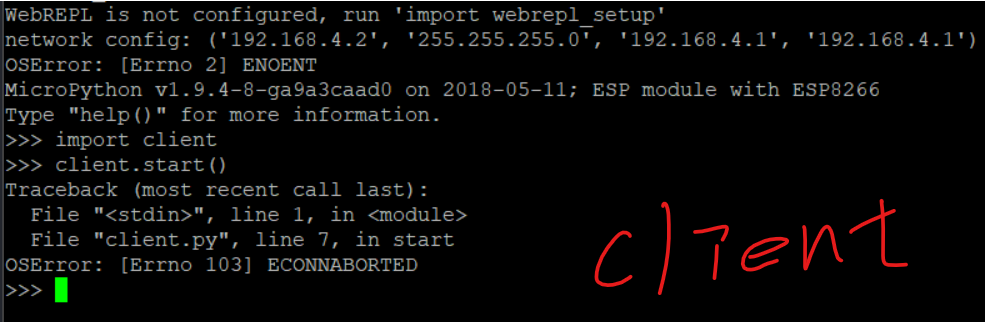 WebREPL is not configured, run 'import webrepl_setup'
network config: ('192.168.4.2', '255.255.255.0', '192.168.4.1', '192.168.4.1')
OSError: [Errno 2] ENOENT
MicroPython v1.9.4-8-ga9a3caad0 on 2018-05-11; ESP module with ESP8266
Type "help()" for more information.
>>> import client
>>> client.start()
Traceback (most recent call last):
  File "<stdin>", line 1, in <module>
  File "client.py", line 7, in start
OSError: [Errno 103] ECONNABORTED
>>>
client